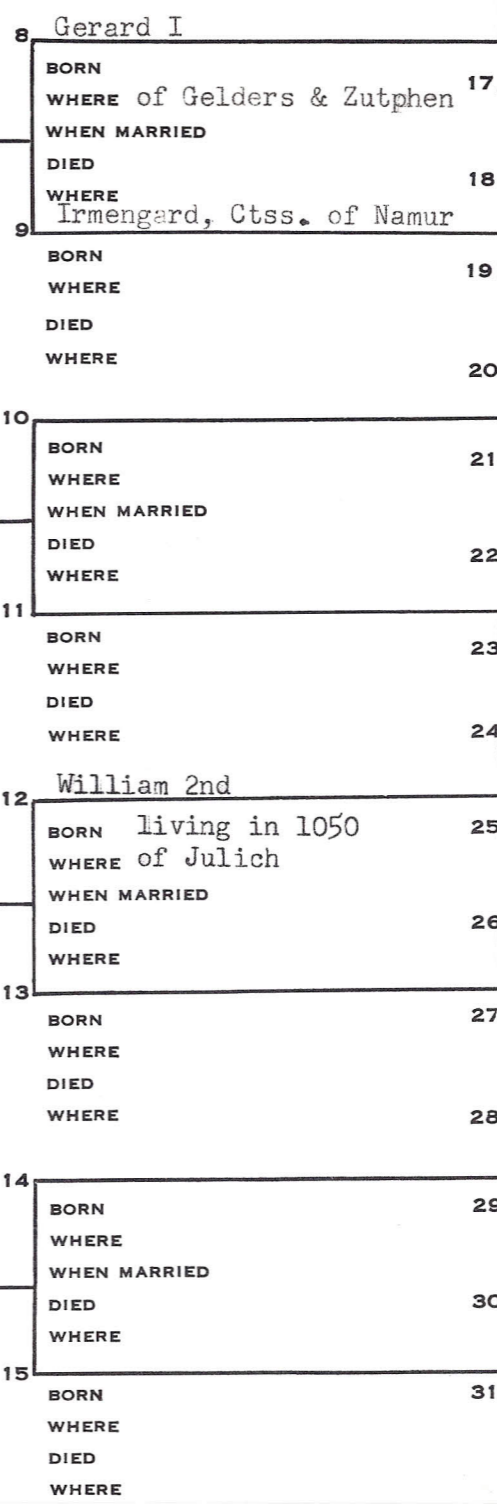 Gerard I
8
BORN
17
WHERE of Gelders & Zutphen
WHEN MARRIED
DIED
18
WHERE
Irmengard, Ctss. of Namur
9
BORN
19
WHERE
DIED
WHERE
20
10
BORN
21
WHERE
WHEN MARRIED
DIED
22
WHERE
11
BORN
23
WHERE
DIED
24
WHERE
William 2nd
12
BORN living in 1050
25
WHERE of Julich
WHEN MARRIED
DIED
26
WHERE
13
BORN
27
WHERE
DIED
WHERE
28
14
BORN
29
WHERE
WHEN MARRIED
DIED
30
WHERE
15
BORN
31
WHERE
DIED
WHERE